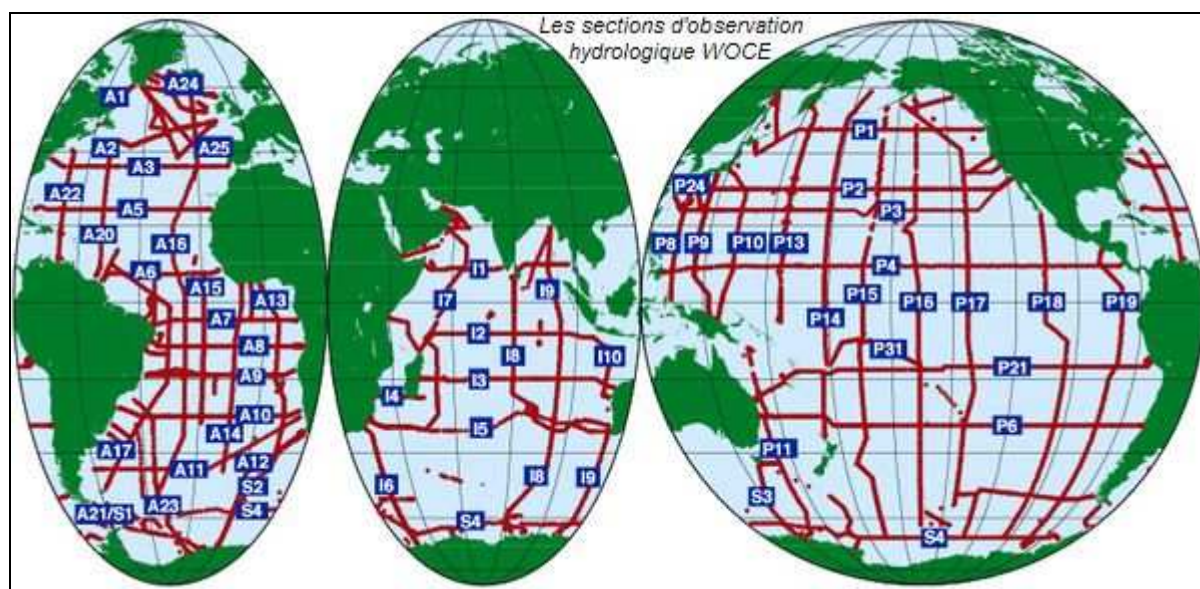 Les sections d'observation
hydrologique WOCE
A1
A24
A2
A25
A3
A22
A5
A20
A16
A6
A15
A13
A7
A8
A9
A10
A14
A17
A11
A12
S2
A23
A21/S1
S4
I1
I7
I9
I2
I8
I10
I3
I4
I5
I6
I8
I9
S4
P1
P24
P2
P3
P8
P9
P10
P13
P4
P15
P14
P16
P17
P18
P19
P31
P21
P6
P11
S3
S4